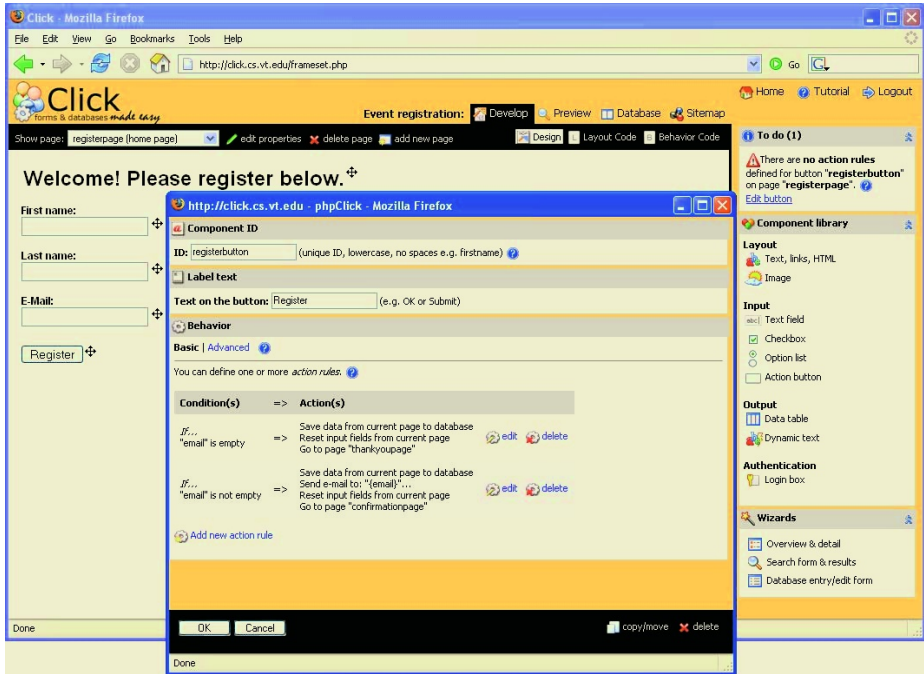 Click - Mozilla Firefox
File Edit View Go Bookmarks Tools Help
http://click.cs.vt.edu/frameset.php
Go
Click
forms & databases made easy
Event registration: Develop Preview Database Sitemap
Home Tutorial Logout
Show page: registerpage (home page) edit properties delete page add new page Design Layout Code Behavior Code
Welcome! Please register below.
First name:
Last name:
E-Mail:
Register
To do (1)
There are no action rules
defined for button "registerbutton"
on page "registerpage".
Edit button
Component library
Layout
Text, links, HTML
Image
Input
Text field
Checkbox
Option list
Action button
Output
Data table
Dynamic text
Authentication
Login box
Wizards
Overview & detail
Search form & results
Database entry/edit form
Done
http://click.cs.vt.edu - phpClick - Mozilla Firefox
Component ID
ID: registerbutton (unique ID, lowercase, no spaces e.g. firstname)
Label text
Text on the button: Register (e.g. OK or Submit)
Behavior
Basic | Advanced
You can define one or more action rules.
Condition(s) => Action(s)
If...
"email" is empty
=>
Save data from current page to database
Reset input fields from current page
Go to page "thankyoupage"
edit delete
If...
"email" is not empty
=>
Save data from current page to database
Send e-mail to: "{email}"...
Reset input fields from current page
Go to page "confirmationpage"
edit delete
Add new action rule
OK Cancel
copy/move delete
Done